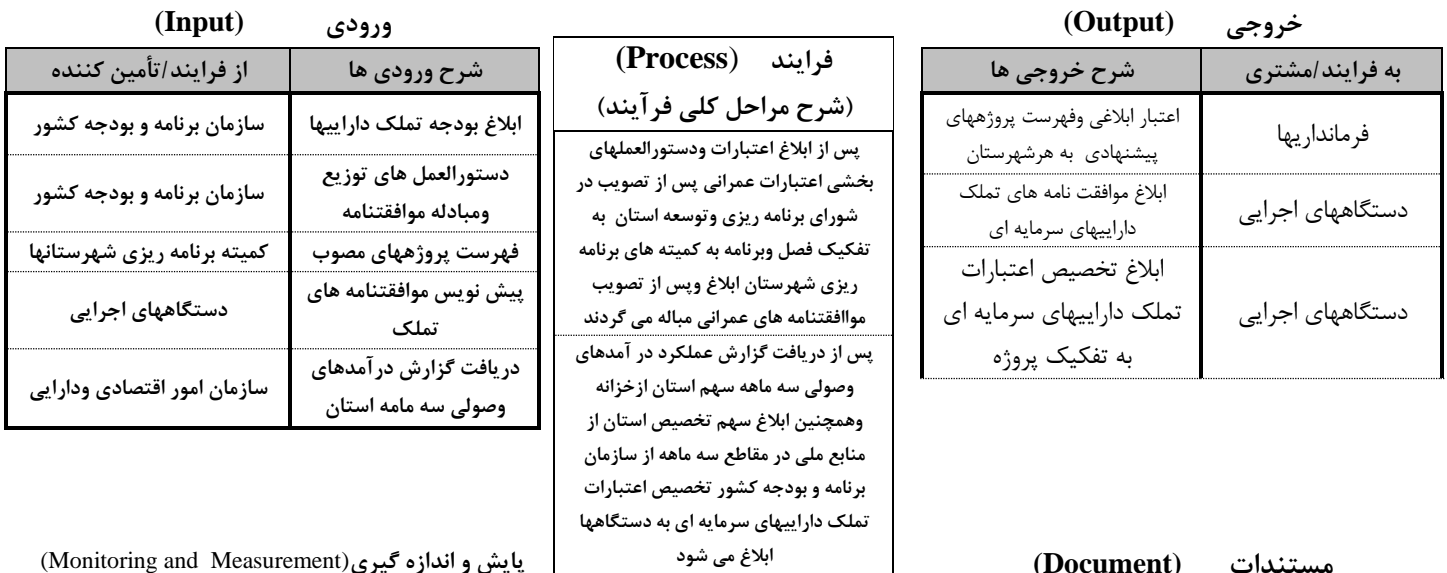 خروجی (Output)
به فرایند/مشتری شرح خروجی ها
فرمانداریها
اعتبار ابلاغی وفهرست پروژههای
پیشنهادی به هرشهرستان
دستگاههای اجرایی
ابلاغ موافقت نامه های تملک
داراییهای سرمایه ای
دستگاههای اجرایی
ابلاغ تخصیص اعتبارات
تملک داراییهای سرمایه ای
به تفکیک پروژه
فرایند (Process)
(شرح مراحل کلی فرآیند)
پس از ابلاغ اعتبارات ودستورالعملهای
بخشی اعتبارات عمرانی پس از تصویب در
شورای برنامه ریزی وتوسعه استان به
تفکیک فصل وبرنامه به کمیته های برنامه
ریزی شهرستان ابلاغ وپس از تصویب
مواافقتنامه های عمرانی مباله می گردند
پس از دریافت گزارش عملکرد در آمدهای
وصولی سه ماهه سهم استان ازخزانه
وهمچنین ابلاغ سهم تخصیص استان از
منابع ملی در مقاطع سه ماهه از سازمان
برنامه و بودجه کشور تخصیص اعتبارات
تملک داراییهای سرمایه ای به دستگاهها
ابلاغ می شود
ورودی (Input)
شرح ورودی ها از فرایند/تأمین کننده
ابلاغ بودجه تملک داراییها سازمان برنامه و بودجه کشور
دستورالعمل های توزیع
ومبادله موافقتنامه
سازمان برنامه و بودجه کشور
فهرست پروژههای مصوب کمیته برنامه ریزی شهرستانها
پیش نویس موافقتنامه های
تملک
دستگاههای اجرایی
دریافت گزارش درآمدهای
وصولی سه مامه استان
سازمان امور اقتصادی ودارایی
مستندات (Document)
پایش و اندازه گیری(Monitoring and Measurement)